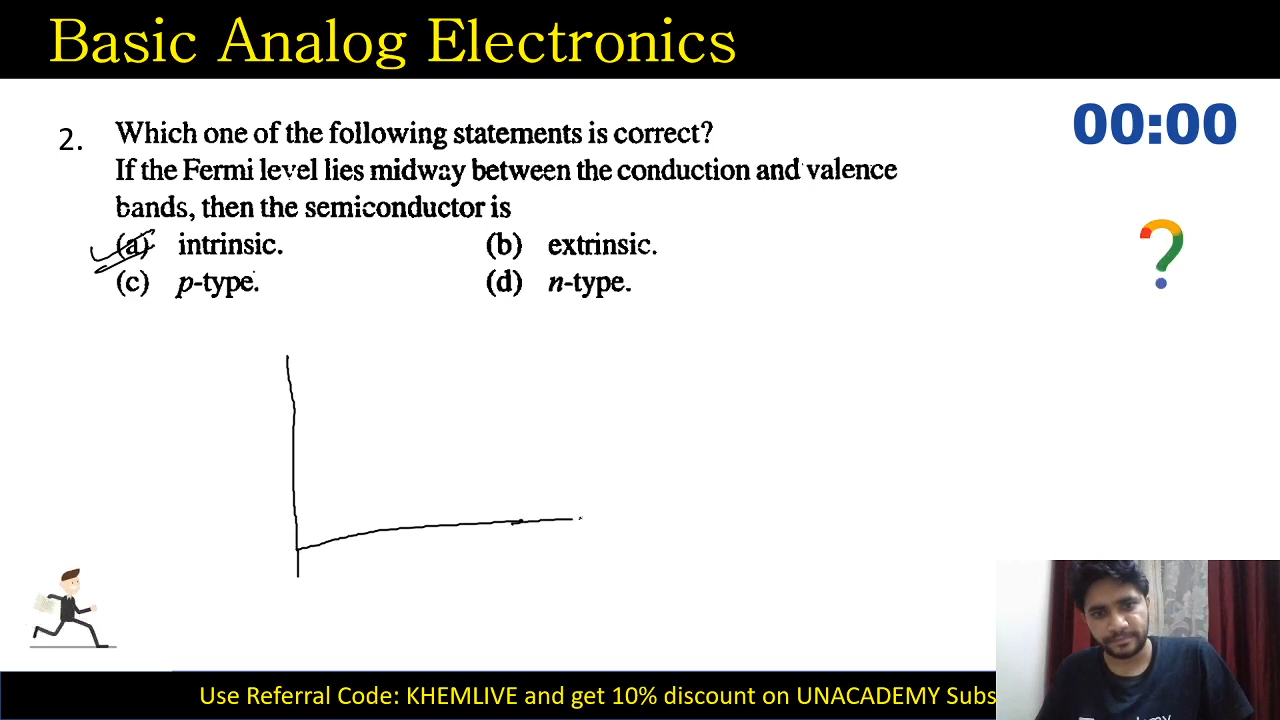 Basic Analog Electronics
00:00
2. Which one of the following statements is correct?
If the Fermi level lies midway between the conduction and valence
bands, then the semiconductor is
(a) intrinsic. (b) extrinsic.
(c) p-type. (d) n-type.
?
Use Referral Code: KHEMLIVE and get 10% discount on UNACADEMY Subs